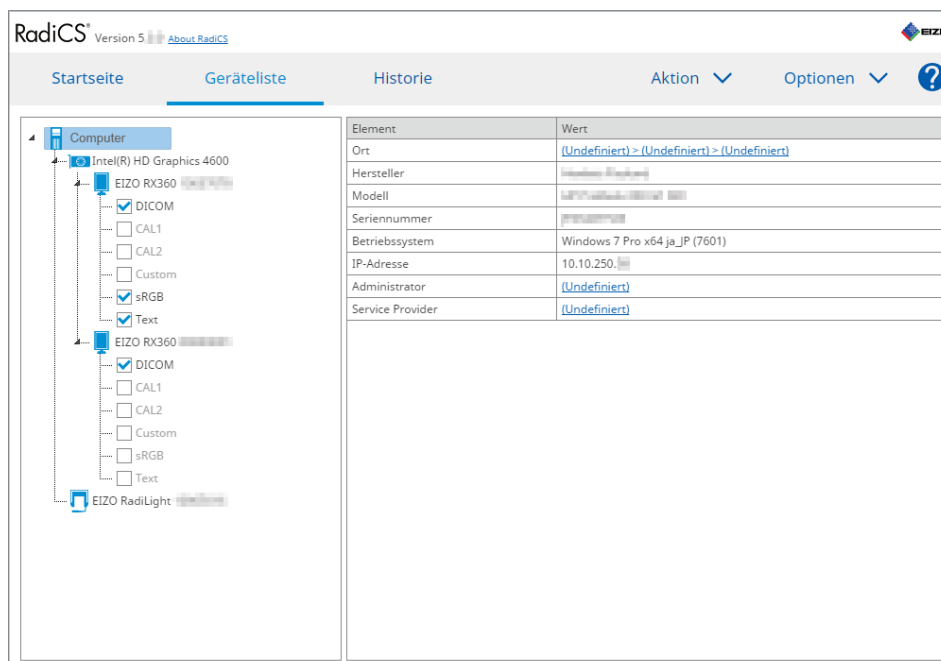 RadiCS® Version 5. About RadiCS
EIZ
Startseite Geräteliste Historie Aktion Optionen ?
Computer
Intel(R) HD Graphics 4600
EIZO RX360
DICOM
CAL1
CAL2
Custom
sRGB
Text
EIZO RX360
DICOM
CAL1
CAL2
Custom
sRGB
Text
EIZO RadiLight
Element Wert
Ort (Undefiniert) > (Undefiniert) > (Undefiniert)
Hersteller
Modell
Seriennummer
Betriebssystem Windows 7 Pro x64 ja_JP (7601)
IP-Adresse 10.10.250.
Administrator (Undefiniert)
Service Provider (Undefiniert)